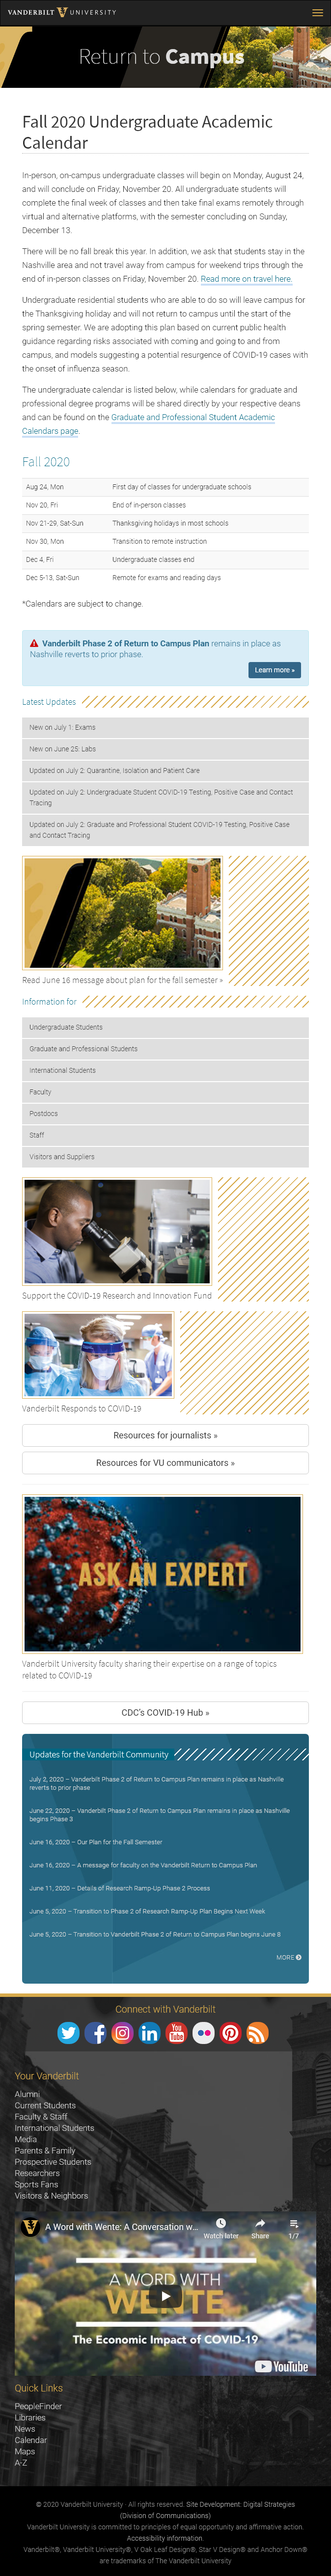 VANDERBILT V UNIVERSITY
Return to Campus
Fall 2020 Undergraduate Academic
Calendar
In-person, on-campus undergraduate classes will begin on Monday, August 24,
and will conclude on Friday, November 20. All undergraduate students will
complete the final week of classes and then take final exams remotely through
virtual and alternative platforms, with the semester concluding on Sunday,
December 13.
There will be no fall break this year. In addition, we ask that students stay in the
Nashville area and not travel away from campus for weekend trips through the
end of in-person classes on Friday, November 20. Read more on travel here.
Undergraduate residential students who are able to do so will leave campus for
the Thanksgiving holiday and will not return to campus until the start of the
spring semester. We are adopting this plan based on current public health
guidance regarding risks associated with coming and going to and from
campus, and models suggesting a potential resurgence of COVID-19 cases with
the onset of influenza season.
The undergraduate calendar is listed below, while calendars for graduate and
professional degree programs will be shared directly by your respective deans
and can be found on the Graduate and Professional Student Academic
Calendars page.
Fall 2020
Aug 24, Mon First day of classes for undergraduate schools
Nov 20, Fri End of in-person classes
Nov 21-29, Sat-Sun Thanksgiving holidays in most schools
Nov 30, Mon Transition to remote instruction
Dec 4, Fri Undergraduate classes end
Dec 5-13, Sat-Sun Remote for exams and reading days
*Calendars are subject to change.
Vanderbilt Phase 2 of Return to Campus Plan remains in place as
Nashville reverts to prior phase.
Learn more »
Latest Updates
New on July 1: Exams
New on June 25: Labs
Updated on July 2: Quarantine, Isolation and Patient Care
Updated on July 2: Undergraduate Student COVID-19 Testing, Positive Case and Contact
Tracing
Updated on July 2: Graduate and Professional Student COVID-19 Testing, Positive Case
and Contact Tracing
Read June 16 message about plan for the fall semester »
Information for
Undergraduate Students
Graduate and Professional Students
International Students
Faculty
Postdocs
Staff
Visitors and Suppliers
Support the COVID-19 Research and Innovation Fund
Vanderbilt Responds to COVID-19
Resources for journalists »
Resources for VU communicators »
ASK AN EXPERT
Vanderbilt University faculty sharing their expertise on a range of topics
related to COVID-19
CDC's COVID-19 Hub »
Updates for the Vanderbilt Community
July 2, 2020 – Vanderbilt Phase 2 of Return to Campus Plan remains in place as Nashville
reverts to prior phase
June 22, 2020 – Vanderbilt Phase 2 of Return to Campus Plan remains in place as Nashville
begins Phase 3
June 16, 2020 – Our Plan for the Fall Semester
June 16, 2020 – A message for faculty on the Vanderbilt Return to Campus Plan
June 11, 2020 – Details of Research Ramp-Up Phase 2 Process
June 5, 2020 – Transition to Phase 2 of Research Ramp-Up Plan Begins Next Week
June 5, 2020 – Transition to Vanderbilt Phase 2 of Return to Campus Plan begins June 8
MORE
Connect with Vanderbilt
You Tube
Your Vanderbilt
Alumni
Current Students
Faculty & Staff
International Students
Media
Parents & Family
Prospective Students
Researchers
Sports Fans
Visitors & Neighbors
A Word with Wente: A Conversation w...
Watch later Share 1/7
A WORD WITH
WENTE
The Economic Impact of COVID-19
YouTube
Quick Links
PeopleFinder
Libraries
News
Calendar
Maps
A-Z
© 2020 Vanderbilt University · All rights reserved. Site Development: Digital Strategies
(Division of Communications)
Vanderbilt University is committed to principles of equal opportunity and affirmative action.
Accessibility information.
Vanderbilt®, Vanderbilt University®, V Oak Leaf Design®, Star V Design® and Anchor Down®
are trademarks of The Vanderbilt University